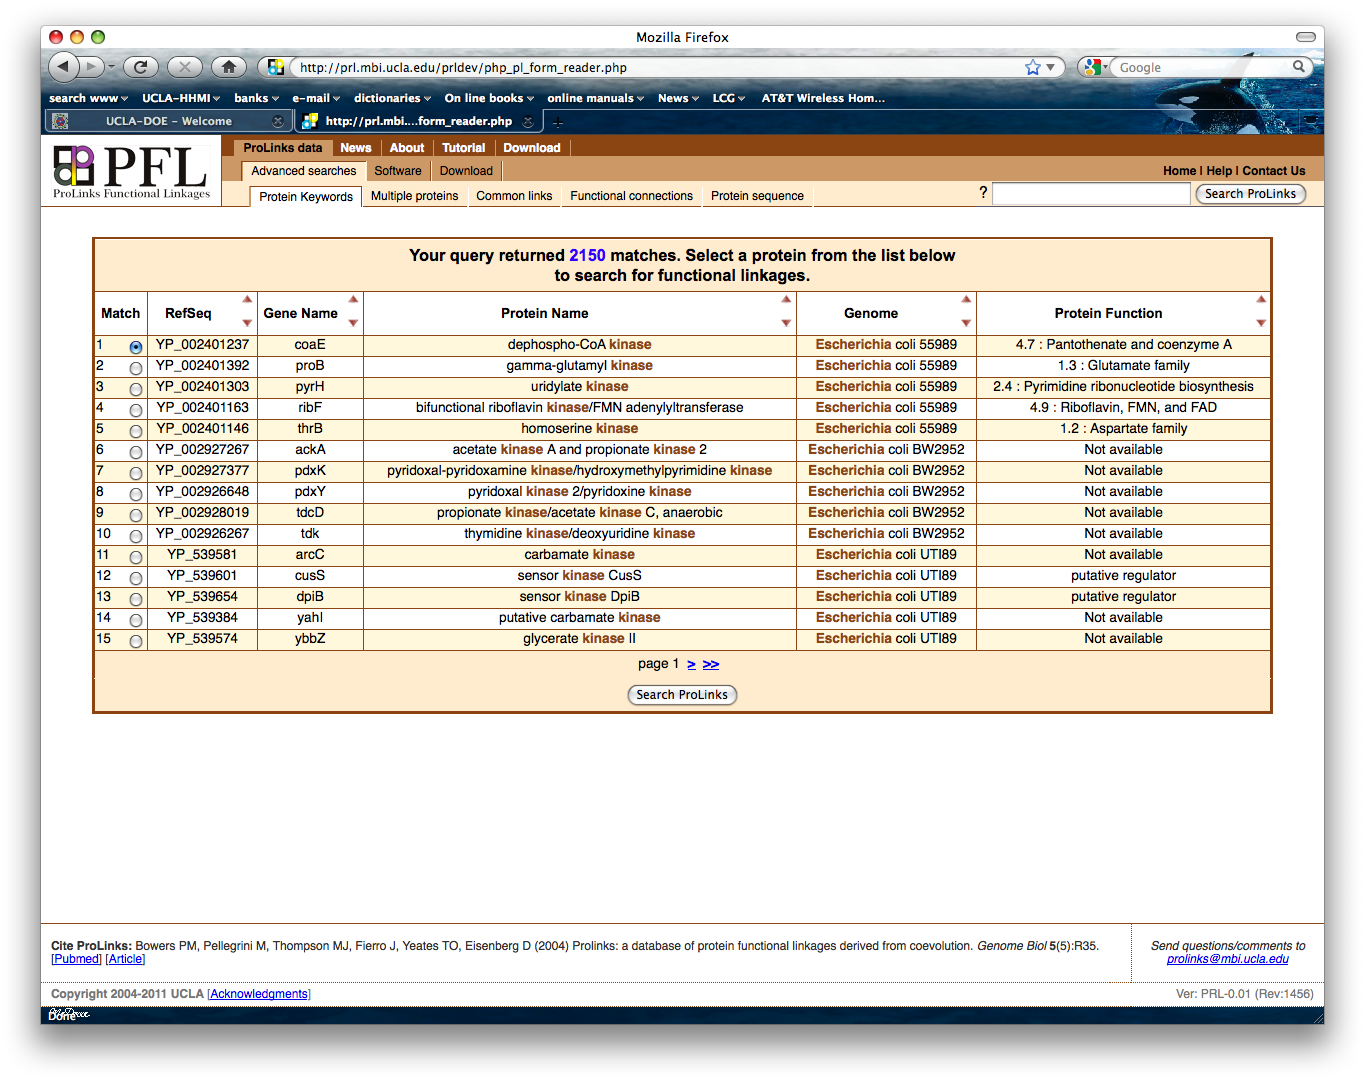 Mozilla Firefox
http://prl.mbi.ucla.edu/prldev/php_pl_form_reader.php
Google
search www UCLA-HHMI banks e-mail dictionaries On line books online manuals News LCG AT&T Wireless Hom...
UCLA-DOE - Welcome http://prl.mbi....form_reader.php
PFL
ProLinks Functional Linkages
ProLinks data News About Tutorial Download
Advanced searches Software Download Home | Help | Contact Us
Protein Keywords Multiple proteins Common links Functional connections Protein sequence ? Search ProLinks
Your query returned 2150 matches. Select a protein from the list below
to search for functional linkages.
Match RefSeq Gene Name Protein Name Genome Protein Function
1 YP_002401237 coaE dephospho-CoA kinase Escherichia coli 55989 4.7 : Pantothenate and coenzyme A
2 YP_002401392 proB gamma-glutamyl kinase Escherichia coli 55989 1.3 : Glutamate family
3 YP_002401303 pyrH uridylate kinase Escherichia coli 55989 2.4 : Pyrimidine ribonucleotide biosynthesis
4 YP_002401163 ribF bifunctional riboflavin kinase/FMN adenylyltransferase Escherichia coli 55989 4.9 : Riboflavin, FMN, and FAD
5 YP_002401146 thrB homoserine kinase Escherichia coli 55989 1.2 : Aspartate family
6 YP_002927267 ackA acetate kinase A and propionate kinase 2 Escherichia coli BW2952 Not available
7 YP_002927377 pdxK pyridoxal-pyridoxamine kinase/hydroxymethylpyrimidine kinase Escherichia coli BW2952 Not available
8 YP_002926648 pdxY pyridoxal kinase 2/pyridoxine kinase Escherichia coli BW2952 Not available
9 YP_002928019 tdcD propionate kinase/acetate kinase C, anaerobic Escherichia coli BW2952 Not available
10 YP_002926267 tdk thymidine kinase/deoxyuridine kinase Escherichia coli BW2952 Not available
11 YP_539581 arcC carbamate kinase Escherichia coli UTI89 Not available
12 YP_539601 cusS sensor kinase CusS Escherichia coli UTI89 putative regulator
13 YP_539654 dpiB sensor kinase DpiB Escherichia coli UTI89 putative regulator
14 YP_539384 yahI putative carbamate kinase Escherichia coli UTI89 Not available
15 YP_539574 ybbZ glycerate kinase II Escherichia coli UTI89 Not available
page 1 > >>
Search ProLinks
Cite ProLinks: Bowers PM, Pellegrini M, Thompson MJ, Fierro J, Yeates TO, Eisenberg D (2004) Prolinks: a database of protein functional linkages derived from coevolution. Genome Biol 5(5):R35.
[Pubmed] [Article]
Send questions/comments to
prolinks@mbi.ucla.edu
Copyright 2004-2011 UCLA [Acknowledgments] Ver: PRL-0.01 (Rev:1456)
Done